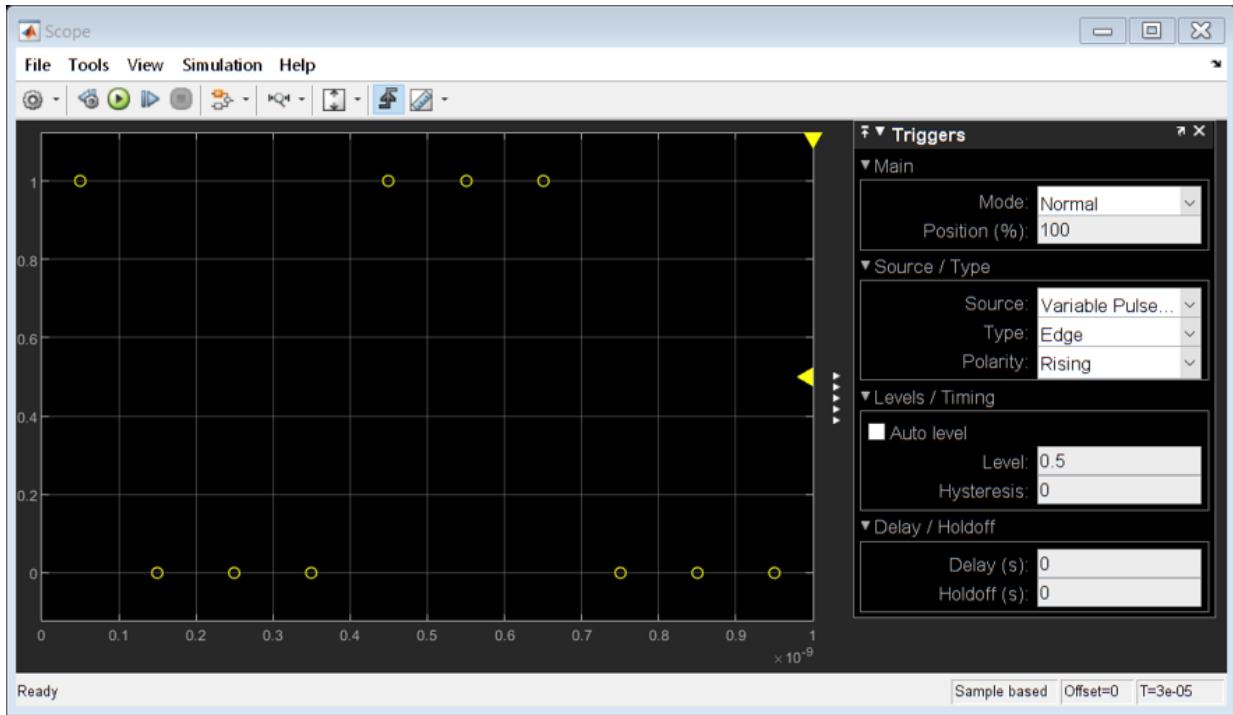 Scope
File Tools View Simulation Help
1
0.8
0.6
0.4
0.2
0
0 0.1 0.2 0.3 0.4 0.5 0.6 0.7 0.8 0.9 1
×10-9
Triggers
Main
Mode: Normal
Position (%): 100
Source / Type
Source: Variable Pulse...
Type: Edge
Polarity: Rising
Levels / Timing
Auto level
Level: 0.5
Hysteresis: 0
Delay / Holdoff
Delay (s): 0
Holdoff (s): 0
Ready
Sample based Offset=0 T=3e-05